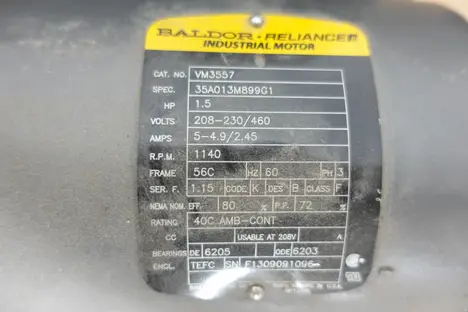 BALDOR · RELIANCER
INDUSTRIAL MOTOR
CAT. NO. VM3557
SPEC. 35A013M899G1
HP 1.5
VOLTS 208-230/460
AMPS 5-4.9/2.45
R.P.M. 1140
FRAME 56C HZ 60 PH 3
SER. F. 1.15 CODE K DES B CLASS F
NEMA NOM. EFF. 80 % P.F. 72 %
RATING 40C AMB-CONT
CC USABLE AT 208V A
BEARINGS DE 6205 ODE 6203
ENCL. TEFC SN F1309091096